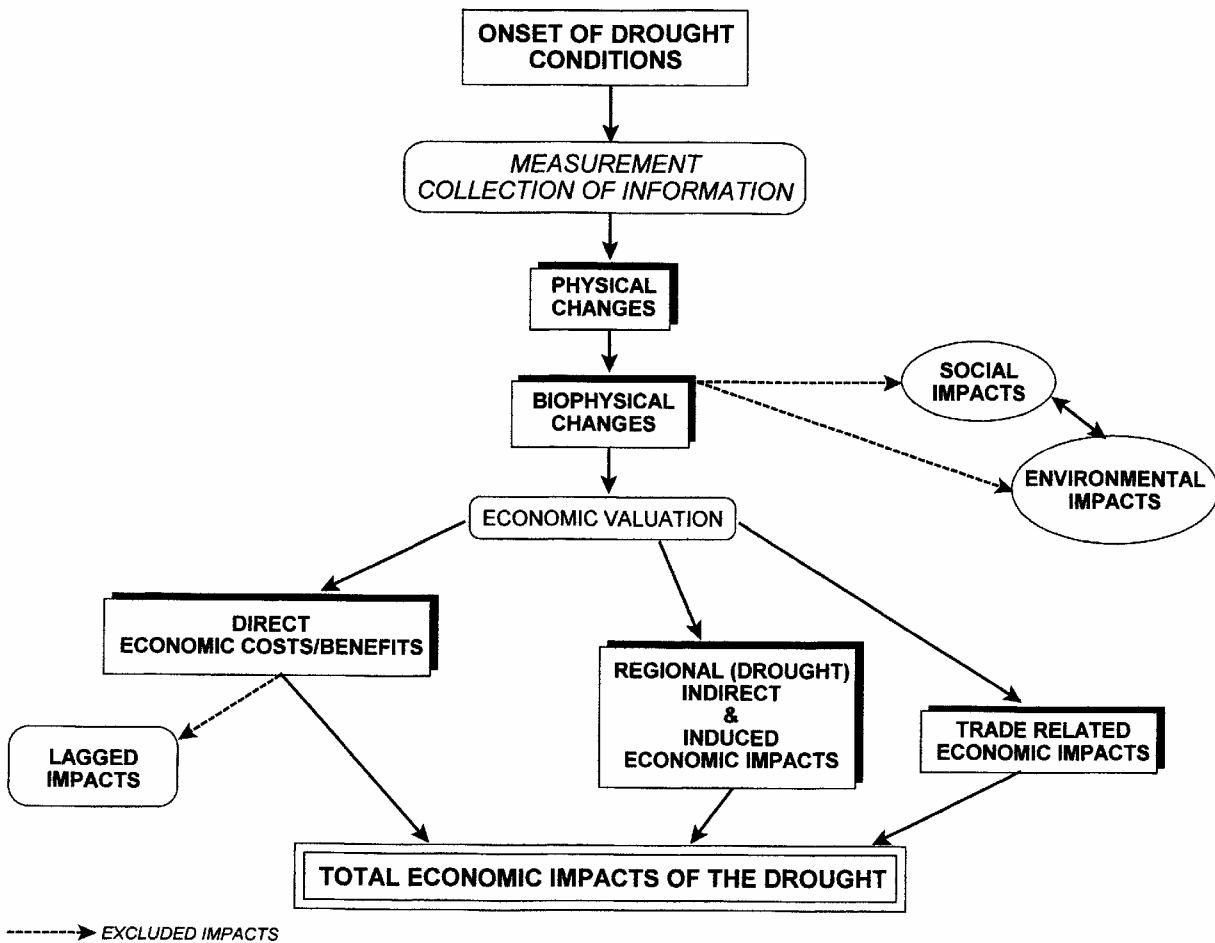 ONSET OF DROUGHT
CONDITIONS
MEASUREMENT
COLLECTION OF INFORMATION
PHYSICAL
CHANGES
BIOPHYSICAL
CHANGES
SOCIAL
IMPACTS
ENVIRONMENTAL
IMPACTS
ECONOMIC VALUATION
DIRECT
ECONOMIC COSTS/BENEFITS
REGIONAL (DROUGHT)
INDIRECT
&
INDUCED
ECONOMIC IMPACTS
TRADE RELATED
ECONOMIC IMPACTS
LAGGED
IMPACTS
TOTAL ECONOMIC IMPACTS OF THE DROUGHT
EXCLUDED IMPACTS